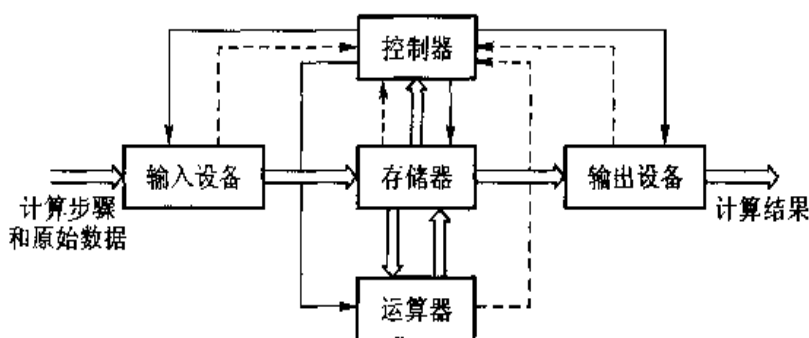 控制器
输入设备
存储器
输出设备
计算步骤
和原始数据
计算结果
运算器